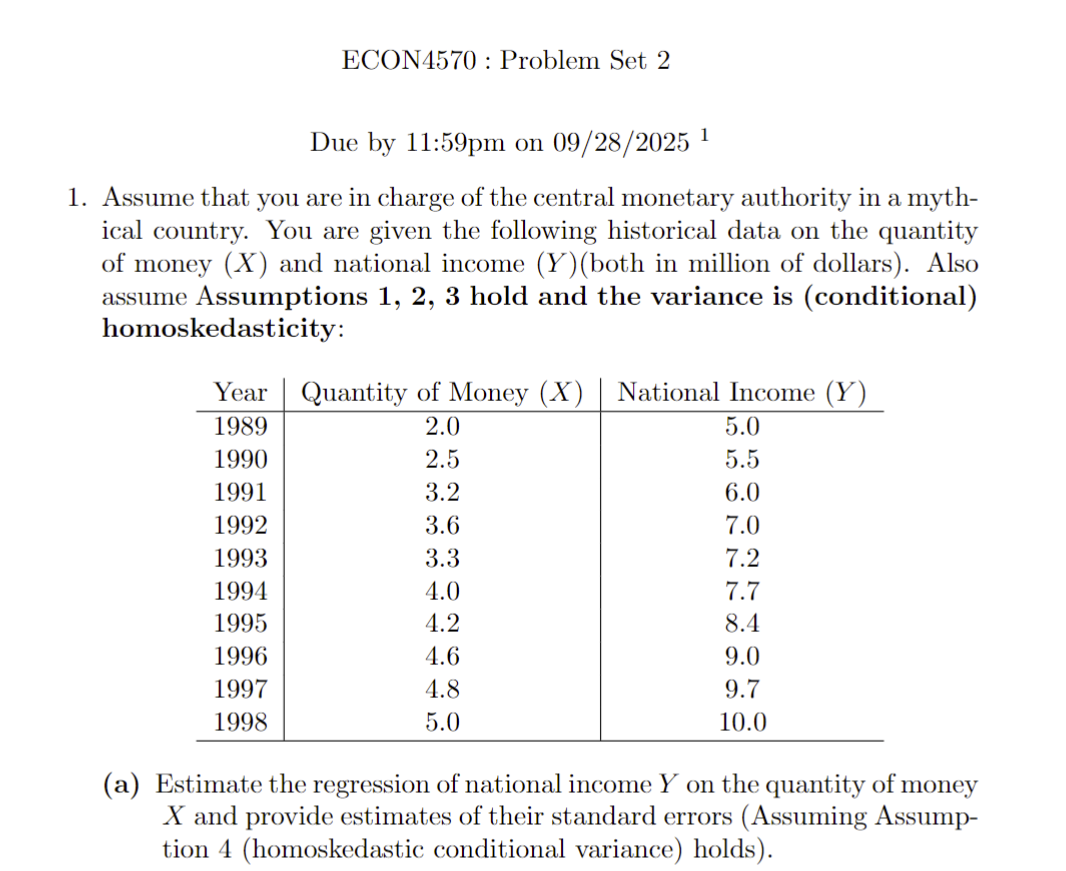 ECON4570 : Problem Set 2
Due by 11:59pm on 09/28/2025 1
1. Assume that you are in charge of the central monetary authority in a myth-
ical country. You are given the following historical data on the quantity
of money (X) and national income (Y)(both in million of dollars). Also
assume Assumptions 1, 2, 3 hold and the variance is (conditional)
homoskedasticity:
Year Quantity of Money (X) National Income (Y)
1989 2.0 5.0
1990 2.5 5.5
1991 3.2 6.0
1992 3.6 7.0
1993 3.3 7.2
1994 4.0 7.7
1995 4.2 8.4
1996 4.6 9.0
1997 4.8 9.7
1998 5.0 10.0
(a) Estimate the regression of national income Y on the quantity of money
X and provide estimates of their standard errors (Assuming Assump-
tion 4 (homoskedastic conditional variance) holds).